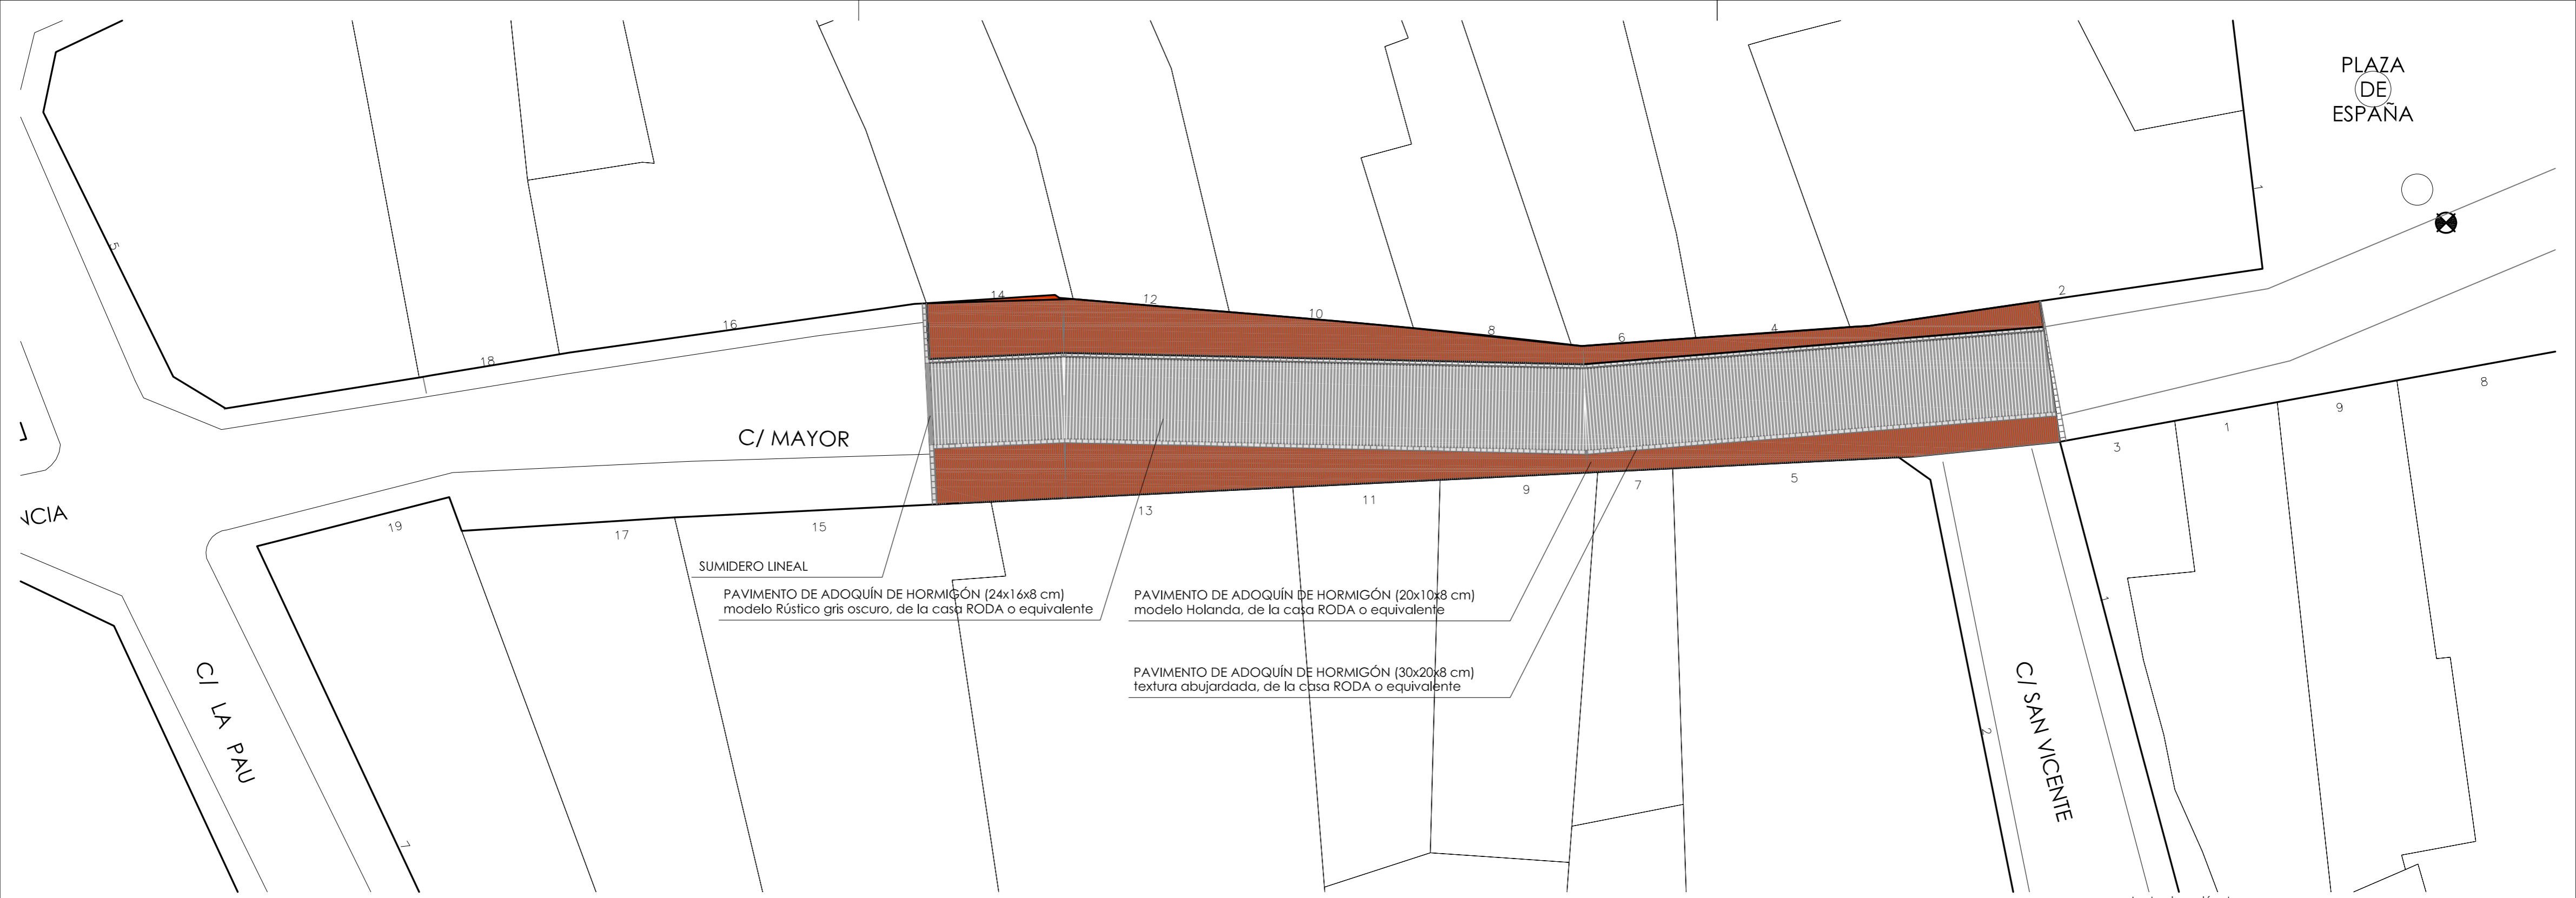 PLAZA
DE
ESPAÑA
1
5
14
12
10
8
6
4
2
16
18
C/ MAYOR
8
9
1
3
5
7
9
11
13
15
17
19
SUMIDERO LINEAL
PAVIMENTO DE ADOQUÍN DE HORMIGÓN (24x16x8 cm)
modelo Rústico gris oscuro, de la casa RODA o equivalente
PAVIMENTO DE ADOQUÍN DE HORMIGÓN (20x10x8 cm)
modelo Holanda, de la casa RODA o equivalente
PAVIMENTO DE ADOQUÍN DE HORMIGÓN (30x20x8 cm)
textura abujardada, de la casa RODA o equivalente
NCIA
C/ LA PAU
7
C/ SAN VICENTE
2
1